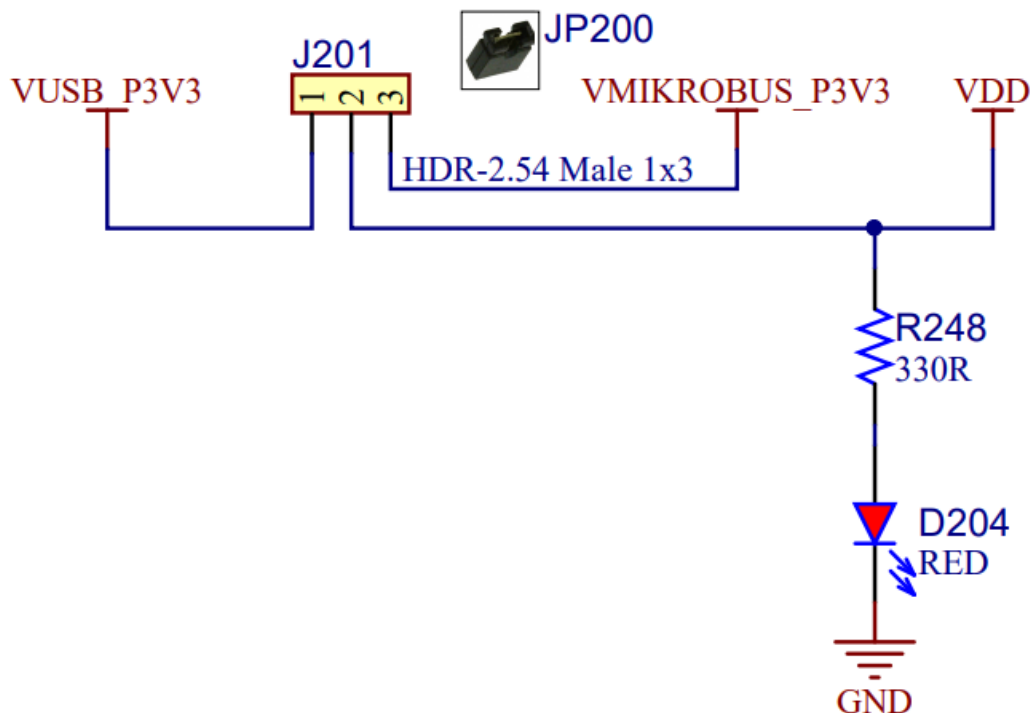 JP200
J201
VUSB_P3V3
1 2 3
VMIKROBUS_P3V3
VDD
HDR-2.54 Male 1x3
R248
330R
D204
RED
GND